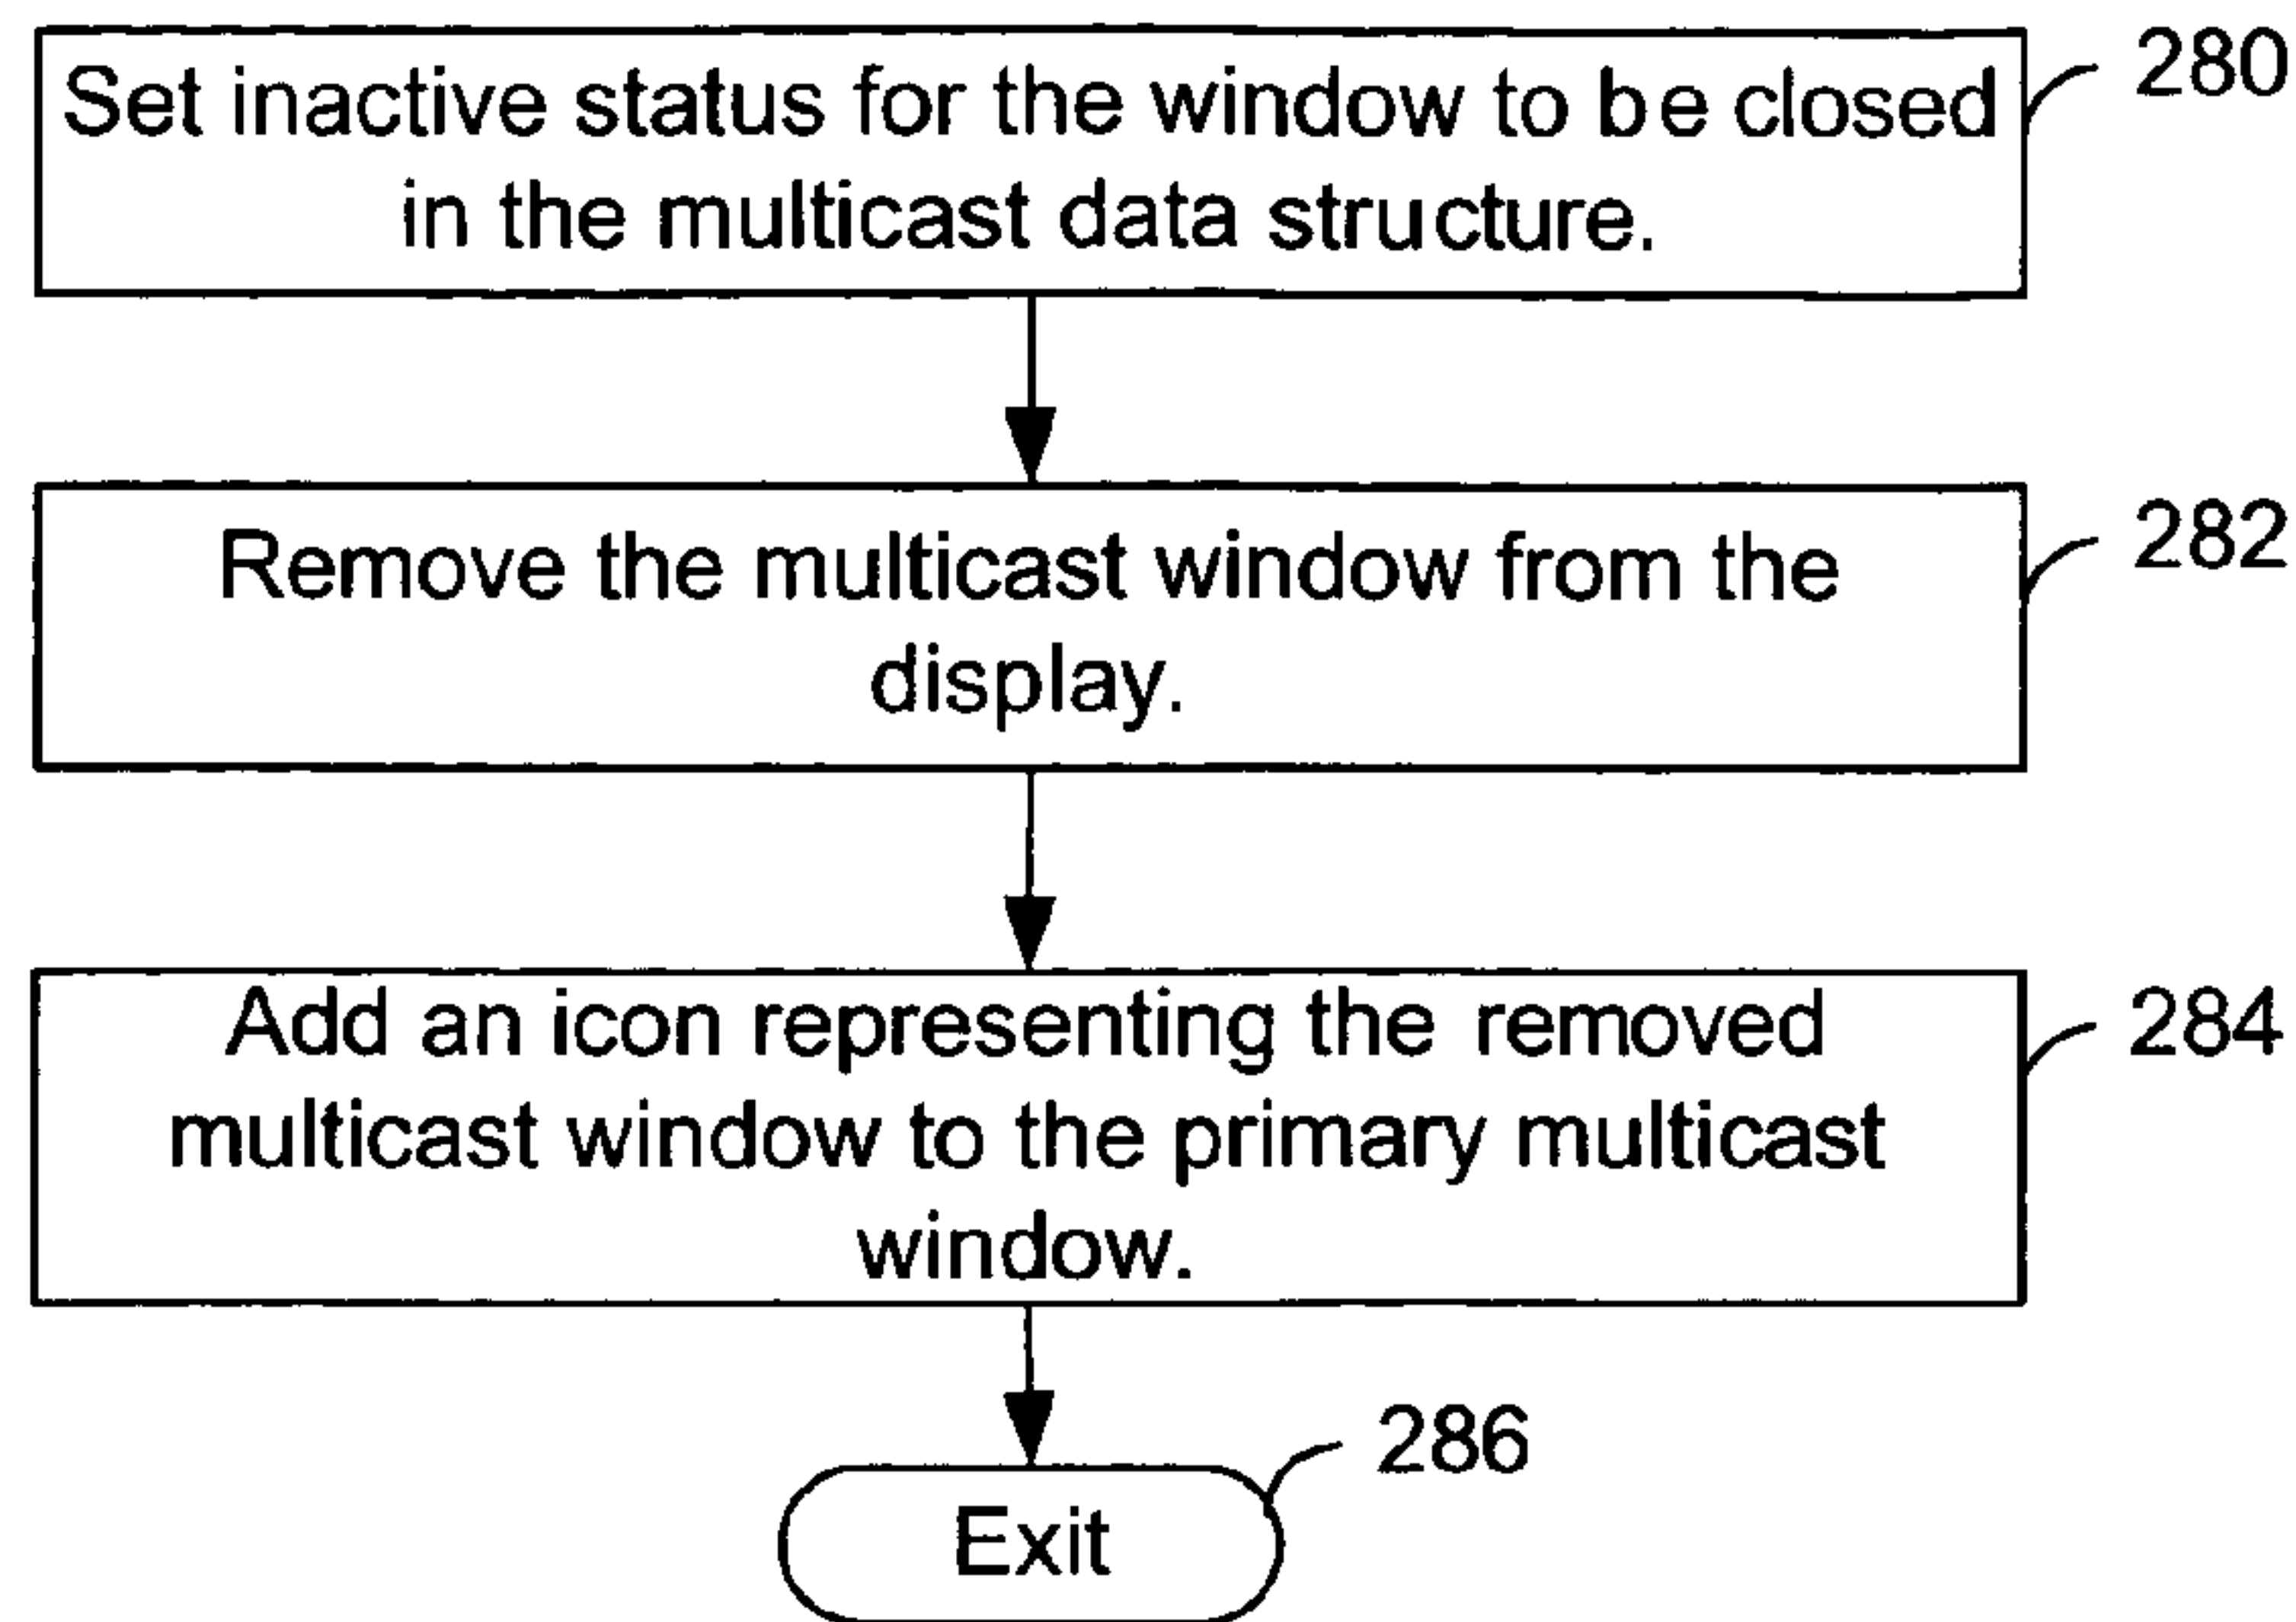 Set inactive status for the window to be closed
in the multicast data structure.
280
Remove the multicast window from the
display.
282
Add an icon representing the removed
multicast window to the primary multicast
window.
284
Exit
286